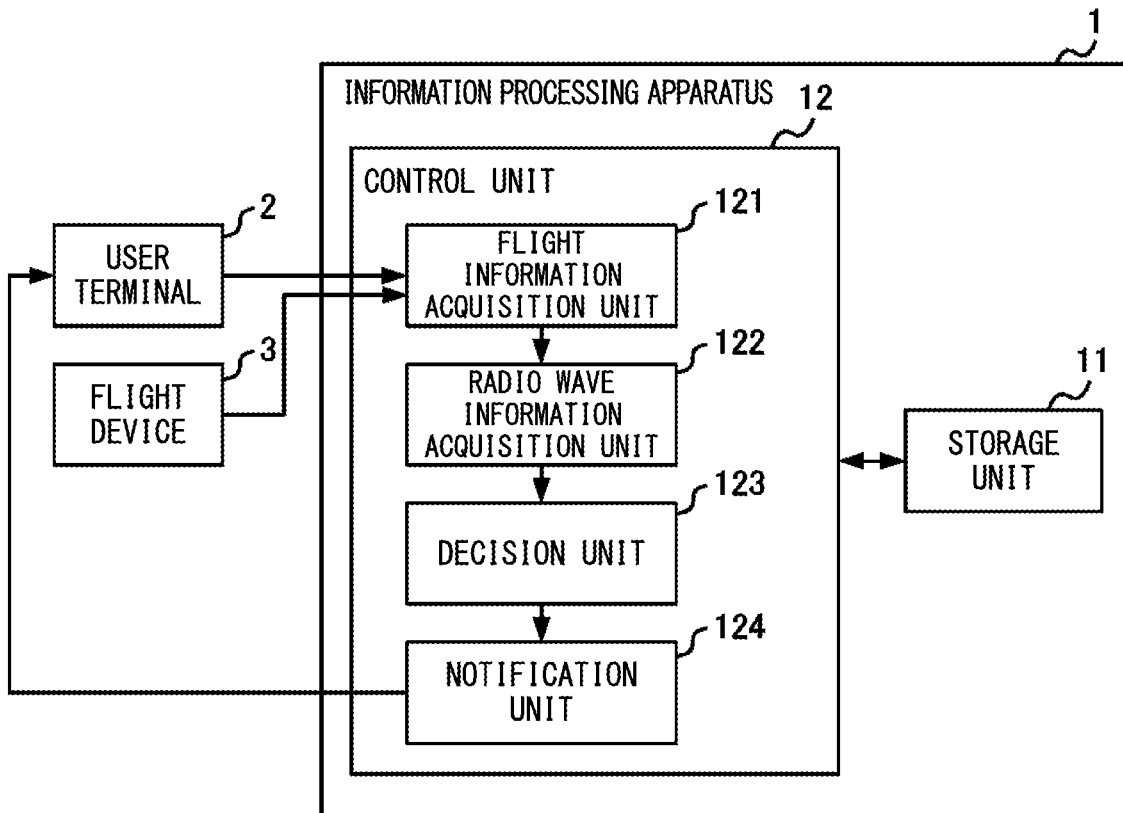 1
INFORMATION PROCESSING APPARATUS
12
CONTROL UNIT
2
USER
TERMINAL
121
FLIGHT
INFORMATION
ACQUISITION UNIT
3
FLIGHT
DEVICE
122
RADIO WAVE
INFORMATION
ACQUISITION UNIT
11
STORAGE
UNIT
123
DECISION UNIT
124
NOTIFICATION
UNIT